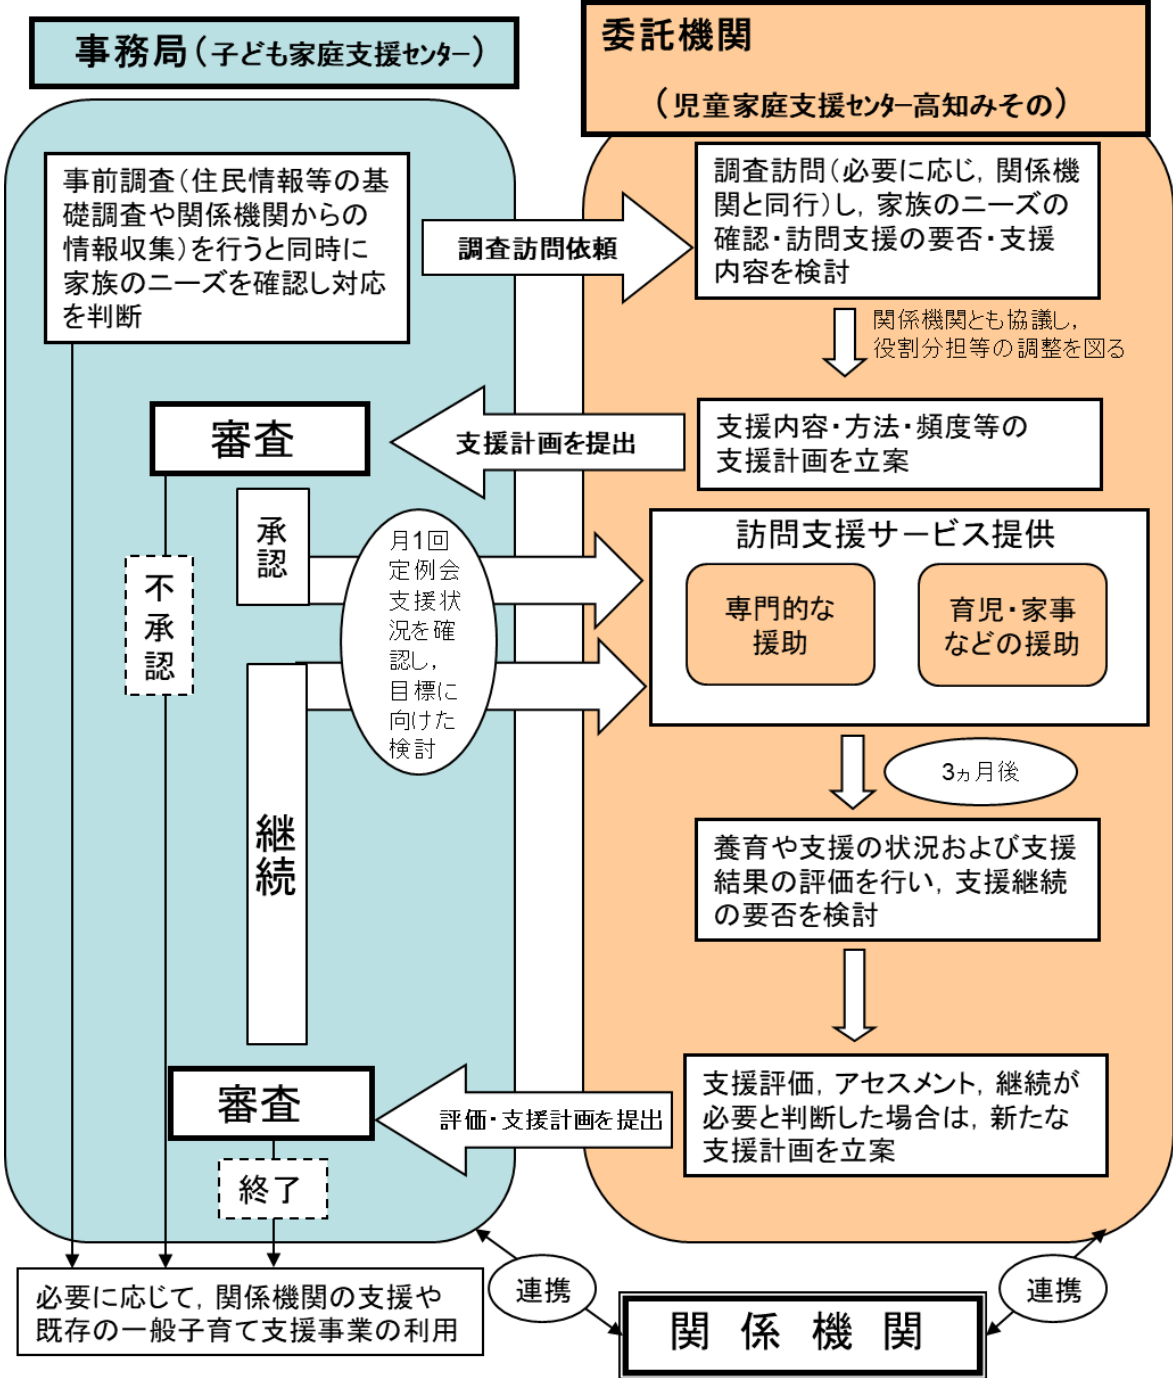 事務局（子ども家庭支援センター）
委託機関
（児童家庭支援センター高知みその）
事前調査（住民情報等の基
礎調査や関係機関からの
情報収集）を行うと同時に
家族のニーズを確認し対応
を判断
調査訪問依頼
調査訪問（必要に応じ，関係機
関と同行）し，家族のニーズの
確認・訪問支援の要否・支援
内容を検討
関係機関とも協議し，
役割分担等の調整を図る
審査
支援計画を提出
支援内容・方法・頻度等の
支援計画を立案
承認
不承認
月1回
定例会
支援状
況を確
認し，
目標に
向けた
検討
訪問支援サービス提供
専門的な
援助
育児・家事
などの援助
継続
3ヵ月後
養育や支援の状況および支援
結果の評価を行い，支援継続
の要否を検討
審査
評価・支援計画を提出
支援評価，アセスメント，継続が
必要と判断した場合は，新たな
支援計画を立案
終了
必要に応じて，関係機関の支援や
既存の一般子育て支援事業の利用
連携
連携
関係機関